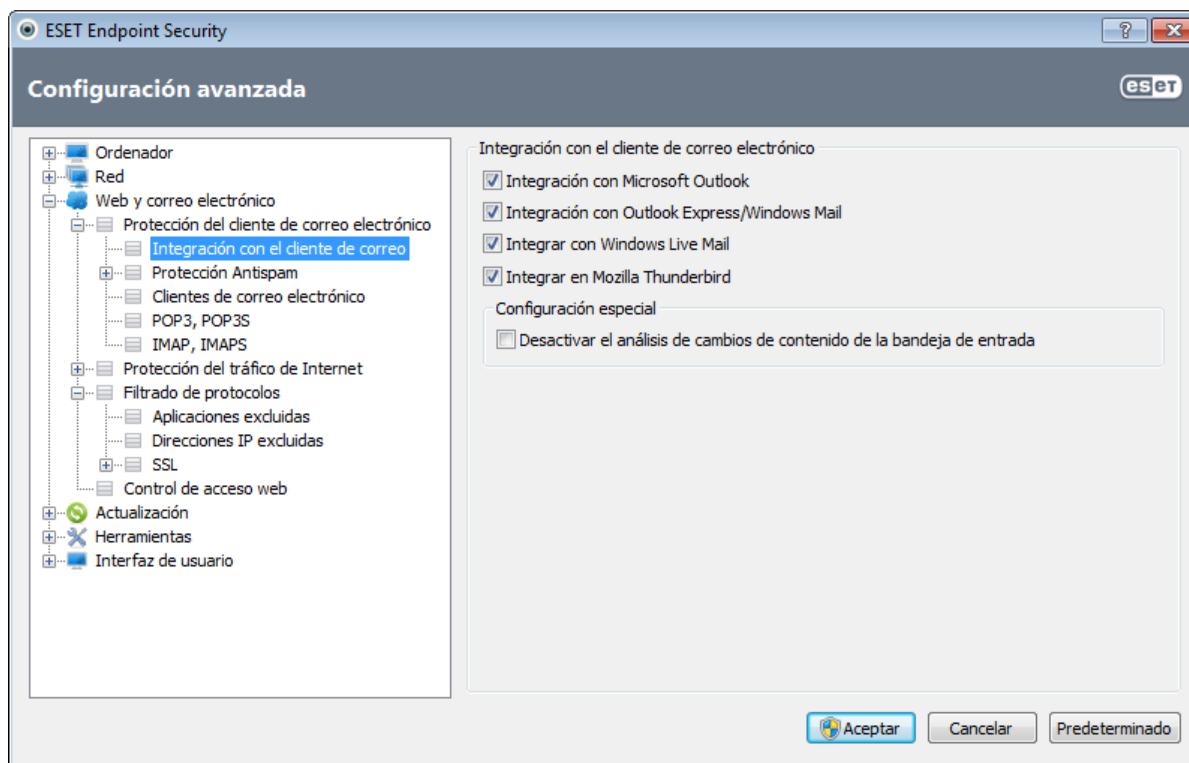 ESET Endpoint Security
Configuración avanzada
eset
Ordenador
Red
Web y correo electrónico
Protección del cliente de correo electrónico
Integración con el cliente de correo
Protección Antispam
Clientes de correo electrónico
POP3, POP3S
IMAP, IMAPS
Protección del tráfico de Internet
Filtrado de protocolos
Aplicaciones excluidas
Direcciones IP excluidas
SSL
Control de acceso web
Actualización
Herramientas
Interfaz de usuario
Integración con el cliente de correo electrónico
Integración con Microsoft Outlook
Integración con Outlook Express/Windows Mail
Integrar con Windows Live Mail
Integrar en Mozilla Thunderbird
Configuración especial
Desactivar el análisis de cambios de contenido de la bandeja de entrada
Aceptar
Cancelar
Predeterminado